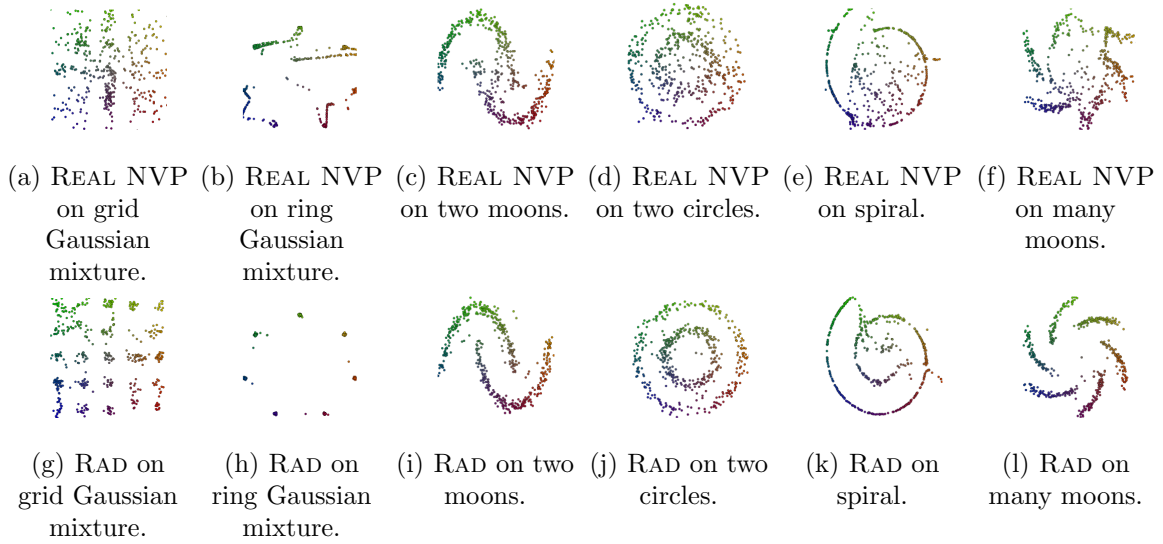 (a) REAL NVP
on grid
Gaussian
mixture.
(b) REAL NVP
on ring
Gaussian
mixture.
(c) REAL NVP
on two moons.
(d) REAL NVP
on two circles.
(e) REAL NVP
on spiral.
(f) REAL NVP
on many
moons.
(g) RAD on
grid Gaussian
mixture.
(h) RAD on
ring Gaussian
mixture.
(i) RAD on two
moons.
(j) RAD on two
circles.
(k) RAD on
spiral.
(l) RAD on
many moons.